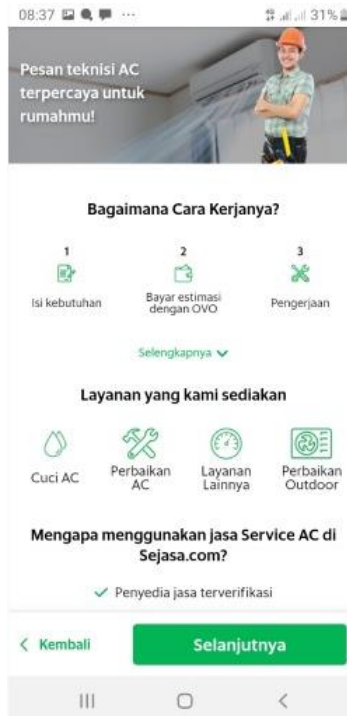 08:37 ... 31%
Pesan teknisi AC
terpercaya untuk
rumahmu!
Bagaimana Cara Kerjanya?
1
2
3
Isi kebutuhan
Bayar estimasi
dengan OVO
Pengerjaan
Selengkapnya
Layanan yang kami sediakan
Cuci AC
Perbaikan
AC
Layanan
Lainnya
Perbaikan
Outdoor
Mengapa menggunakan jasa Service AC di
Sejasa.com?
Penyedia jasa terverifikasi
Kembali
Selanjutnya